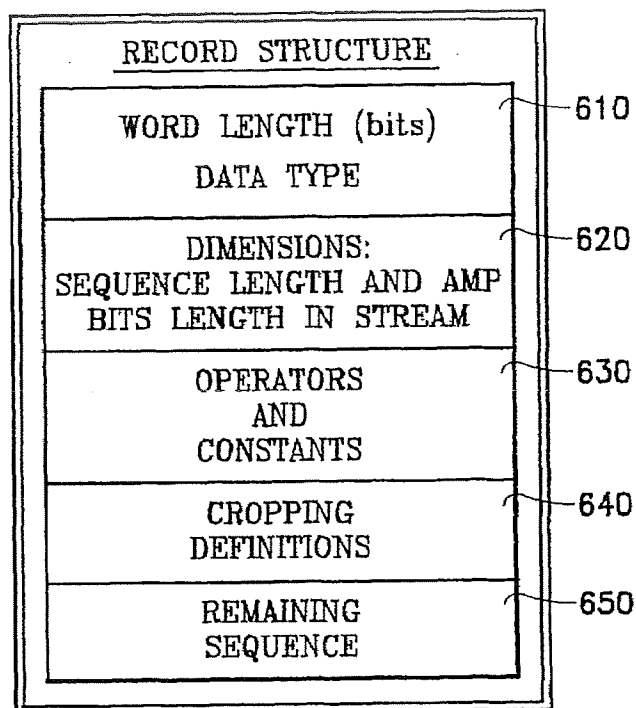 RECORD STRUCTURE
WORD LENGTH (bits)
DATA TYPE
610
DIMENSIONS:
SEQUENCE LENGTH AND AMP
BITS LENGTH IN STREAM
620
OPERATORS
AND
CONSTANTS
630
CROPPING
DEFINITIONS
640
REMAINING
SEQUENCE
650